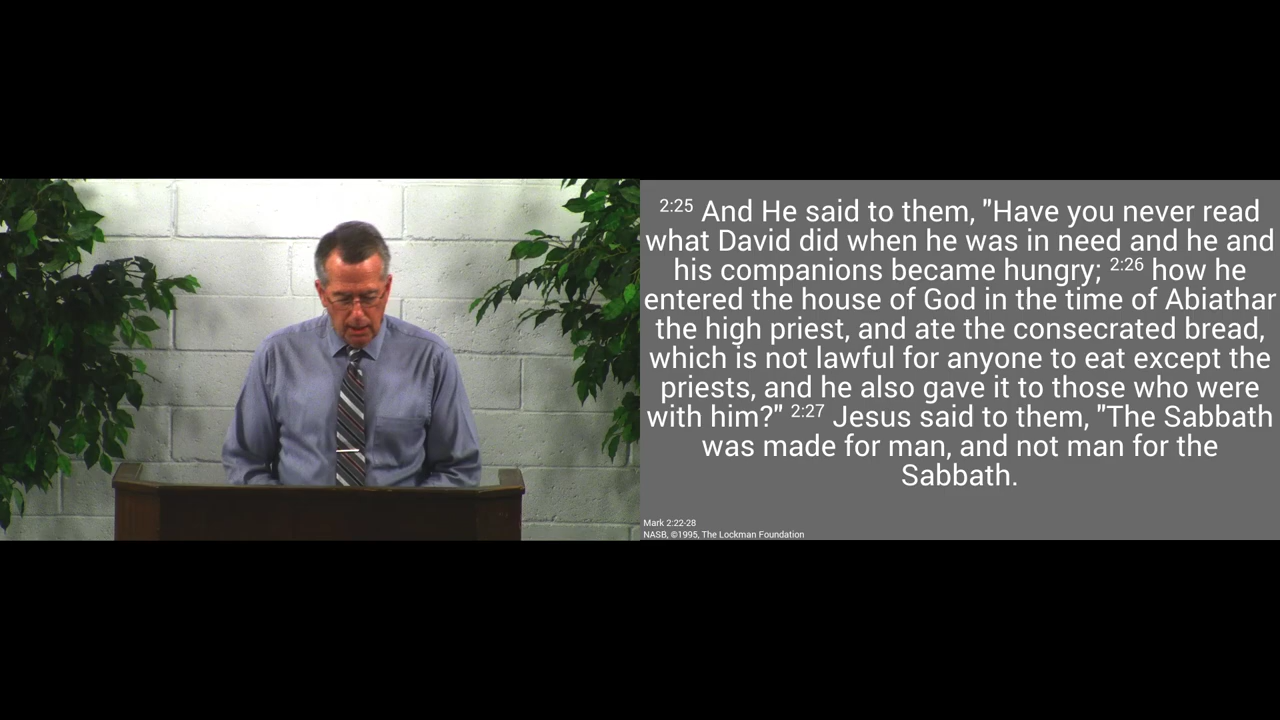 2:25 And He said to them, "Have you never read
what David did when he was in need and he and
his companions became hungry; 2:26 how he
entered the house of God in the time of Abiathar
the high priest, and ate the consecrated bread,
which is not lawful for anyone to eat except the
priests, and he also gave it to those who were
with him?" 2:27 Jesus said to them, "The Sabbath
was made for man, and not man for the
Sabbath.
Mark 2:22-28
NASB, ©1995, The Lockman Foundation